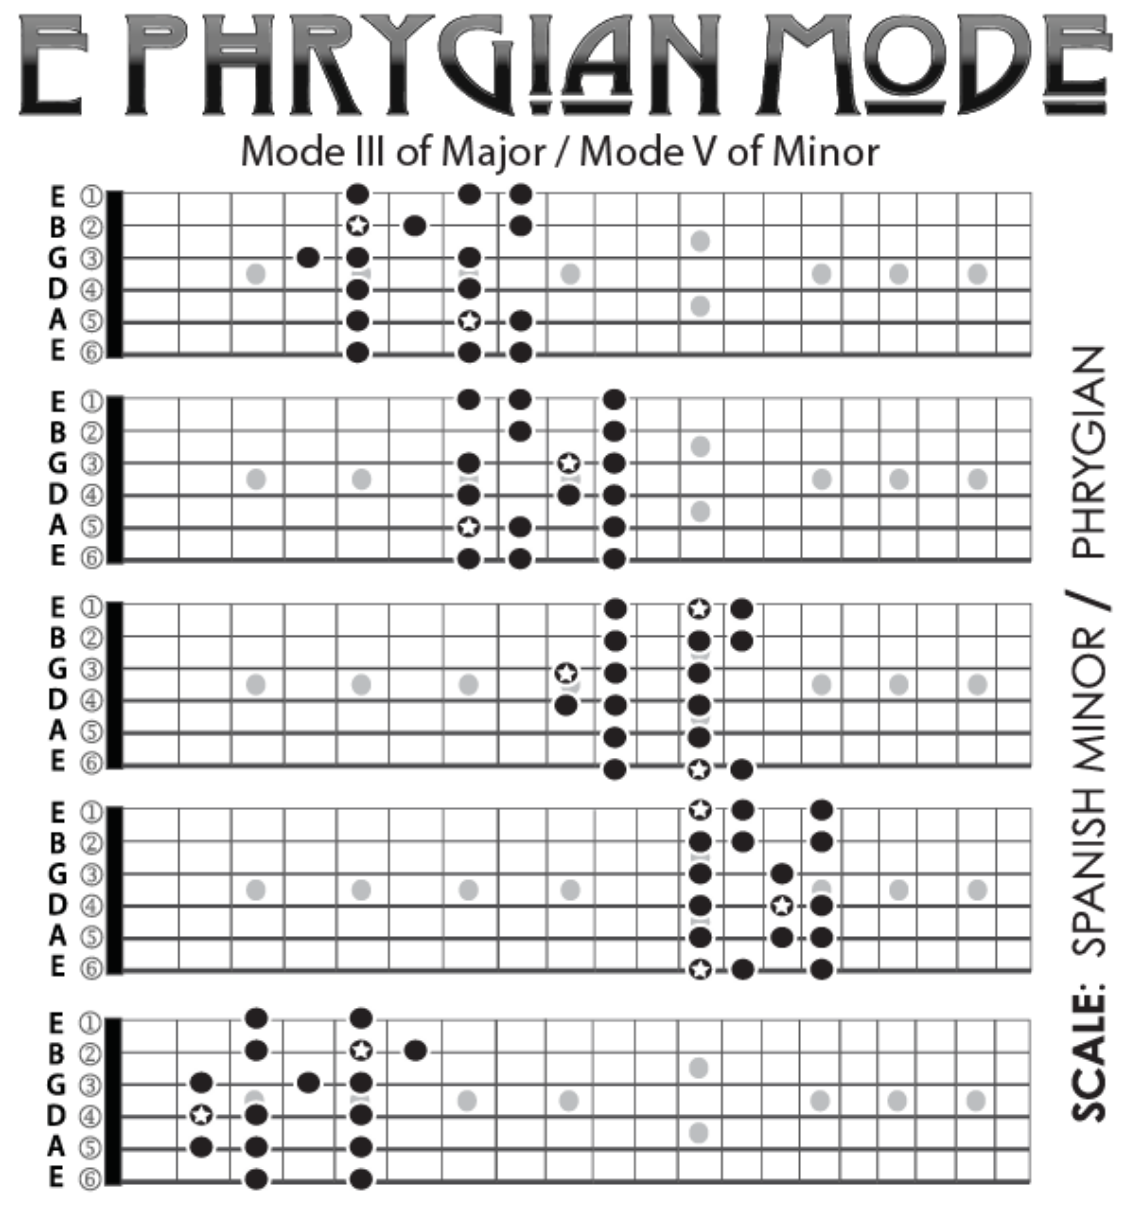 E PHRYGIAN MODE
Mode III of Major / Mode V of Minor
E ①
B ②
G ③
D ④
A ⑤
E ⑥
E ①
B ②
G ③
D ④
A ⑤
E ⑥
E ①
B ②
G ③
D ④
A ⑤
E ⑥
E ①
B ②
G ③
D ④
A ⑤
E ⑥
E ①
B ②
G ③
D ④
A ⑤
E ⑥
SCALE: SPANISH MINOR / PHRYGIAN